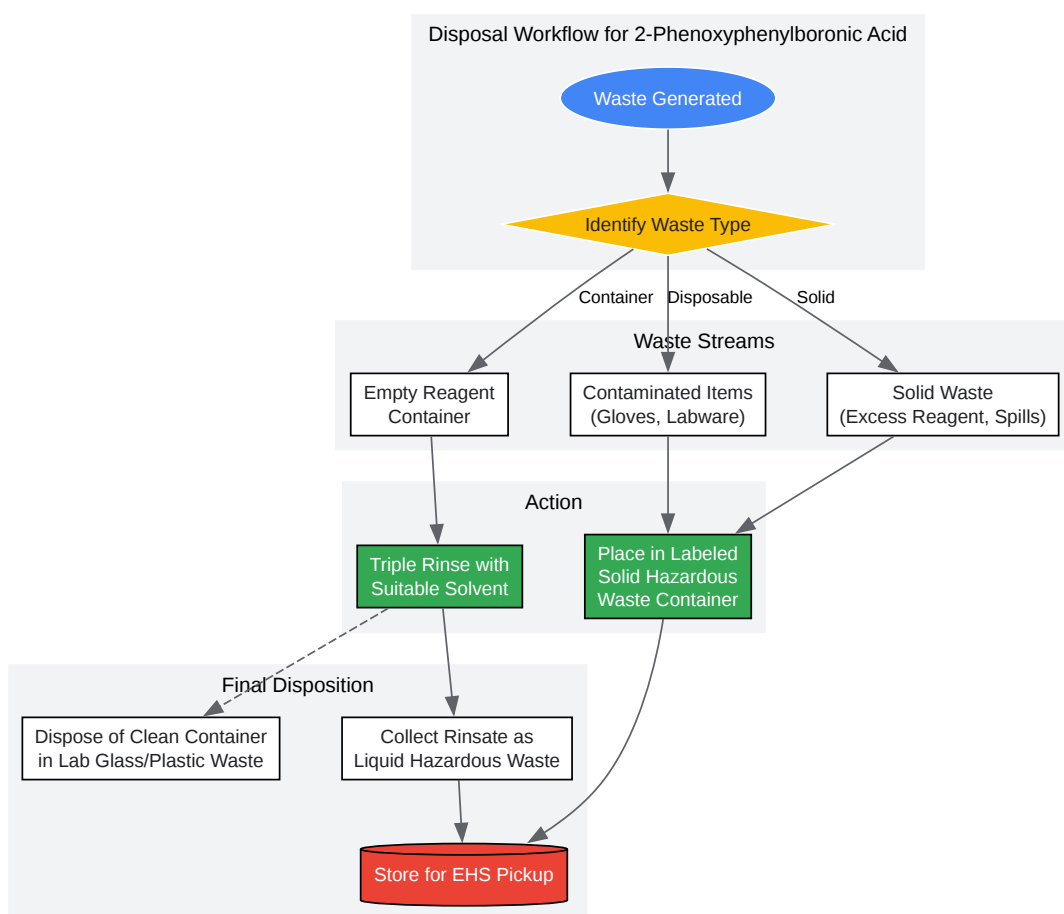 Disposal Workflow for 2-Phenoxyphenylboronic Acid
Waste Generated
Identify Waste Type
Container
Disposable
Solid
Waste Streams
Empty Reagent
Container
Contaminated Items
(Gloves, Labware)
Solid Waste
(Excess Reagent, Spills)
Action
Triple Rinse with
Suitable Solvent
Place in Labeled
Solid Hazardous
Waste Container
Final Disposition
Dispose of Clean Container
in Lab Glass/Plastic Waste
Collect Rinsate as
Liquid Hazardous Waste
Store for EHS Pickup